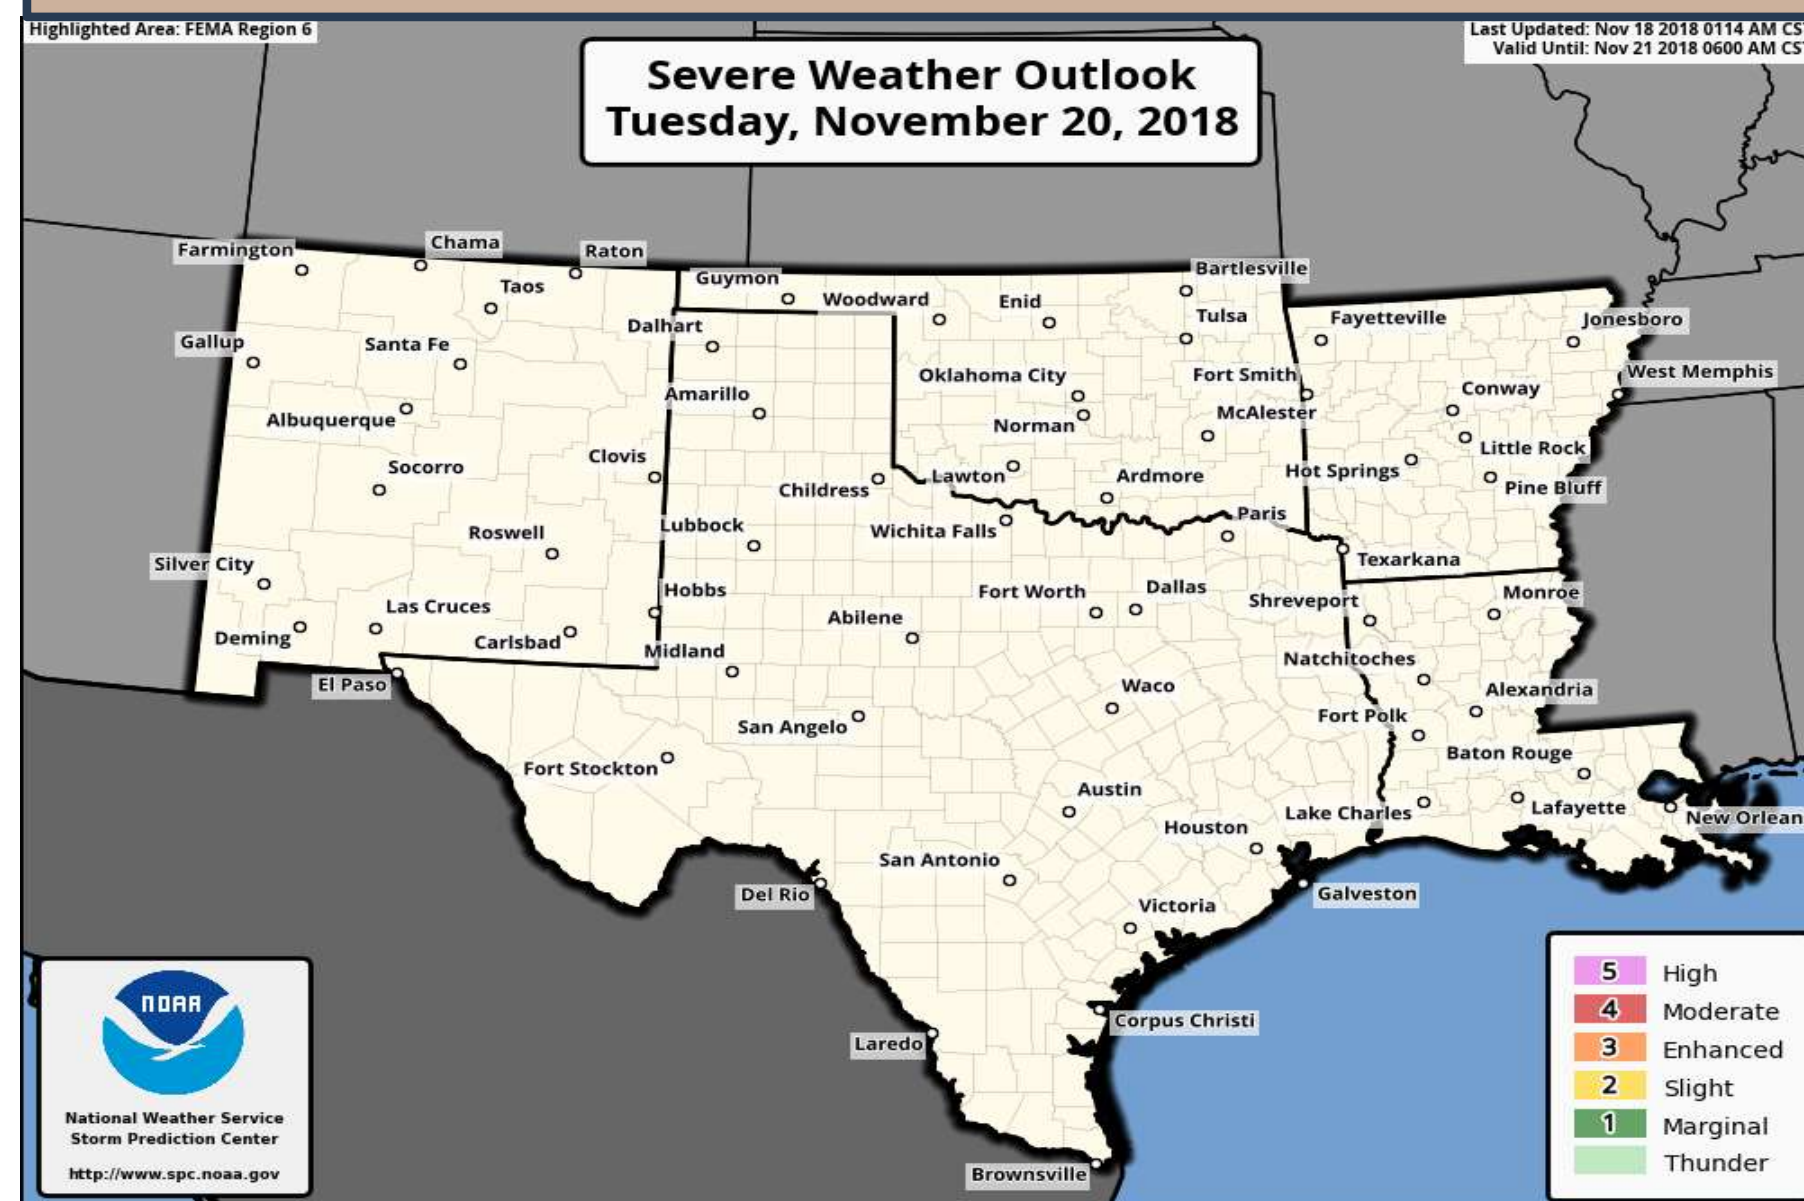 Highlighted Area: FEMA Region 6
Last Updated: Nov 18 2018 0114 AM CST
Valid Until: Nov 21 2018 0600 AM CST
Severe Weather Outlook
Tuesday, November 20, 2018
Farmington
Chama
Raton
Taos
Guymon
Woodward
Enid
Bartlesville
Tulsa
Fayetteville
Jonesboro
Gallup
Santa Fe
Dalhart
Oklahoma City
Fort Smith
West Memphis
Amarillo
Conway
Albuquerque
Norman
McAlester
Little Rock
Clovis
Socorro
Childress
Lawton
Ardmore
Hot Springs
Pine Bluff
Roswell
Lubbock
Wichita Falls
Paris
Texarkana
Silver City
Las Cruces
Hobbs
Fort Worth
Dallas
Shreveport
Monroe
Deming
Carlsbad
Abilene
Midland
Natchitoches
El Paso
Waco
Alexandria
San Angelo
Fort Polk
Fort Stockton
Baton Rouge
Austin
Lake Charles
Lafayette
New Orlean
Houston
San Antonio
Del Rio
Galveston
Victoria
Corpus Christi
Laredo
Brownsville
NOAA
National Weather Service
Storm Prediction Center
http://www.spc.noaa.gov
5 High
4 Moderate
3 Enhanced
2 Slight
1 Marginal
Thunder